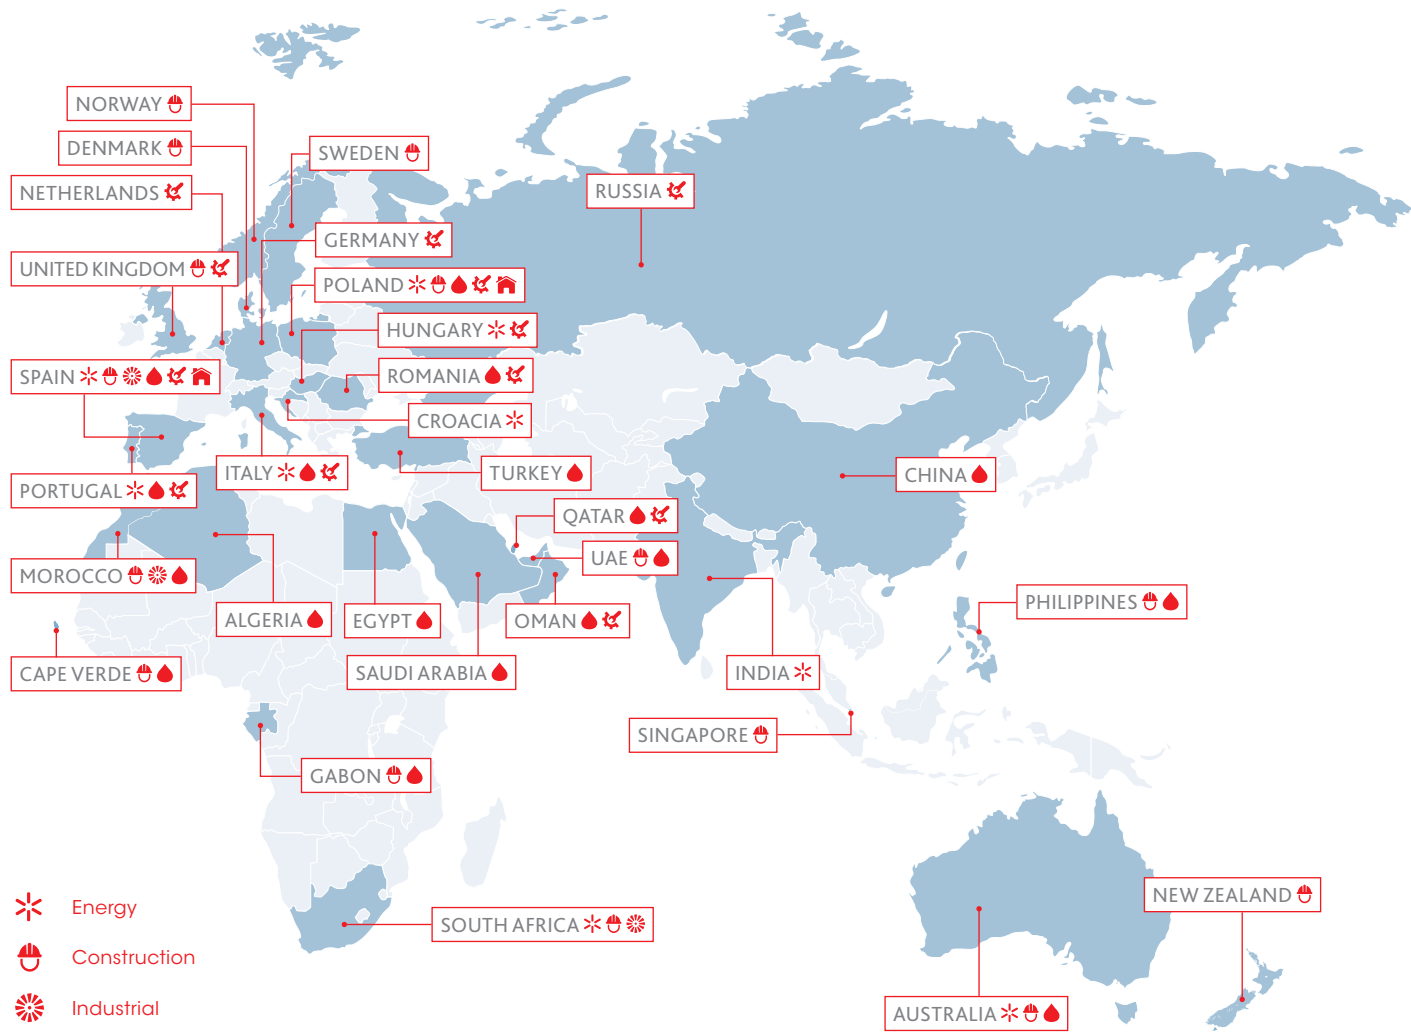 NORWAY
DENMARK
SWEDEN
NETHERLANDS
RUSSIA
GERMANY
UNITED KINGDOM
POLAND
HUNGARY
SPAIN
ROMANIA
CROACIA
ITALY
TURKEY
CHINA
PORTUGAL
QATAR
UAE
MOROCCO
PHILIPPINES
ALGERIA
EGYPT
OMAN
CAPE VERDE
SAUDI ARABIA
INDIA
SINGAPORE
GABON
NEW ZEALAND
Energy
SOUTH AFRICA
Construction
Industrial
AUSTRALIA